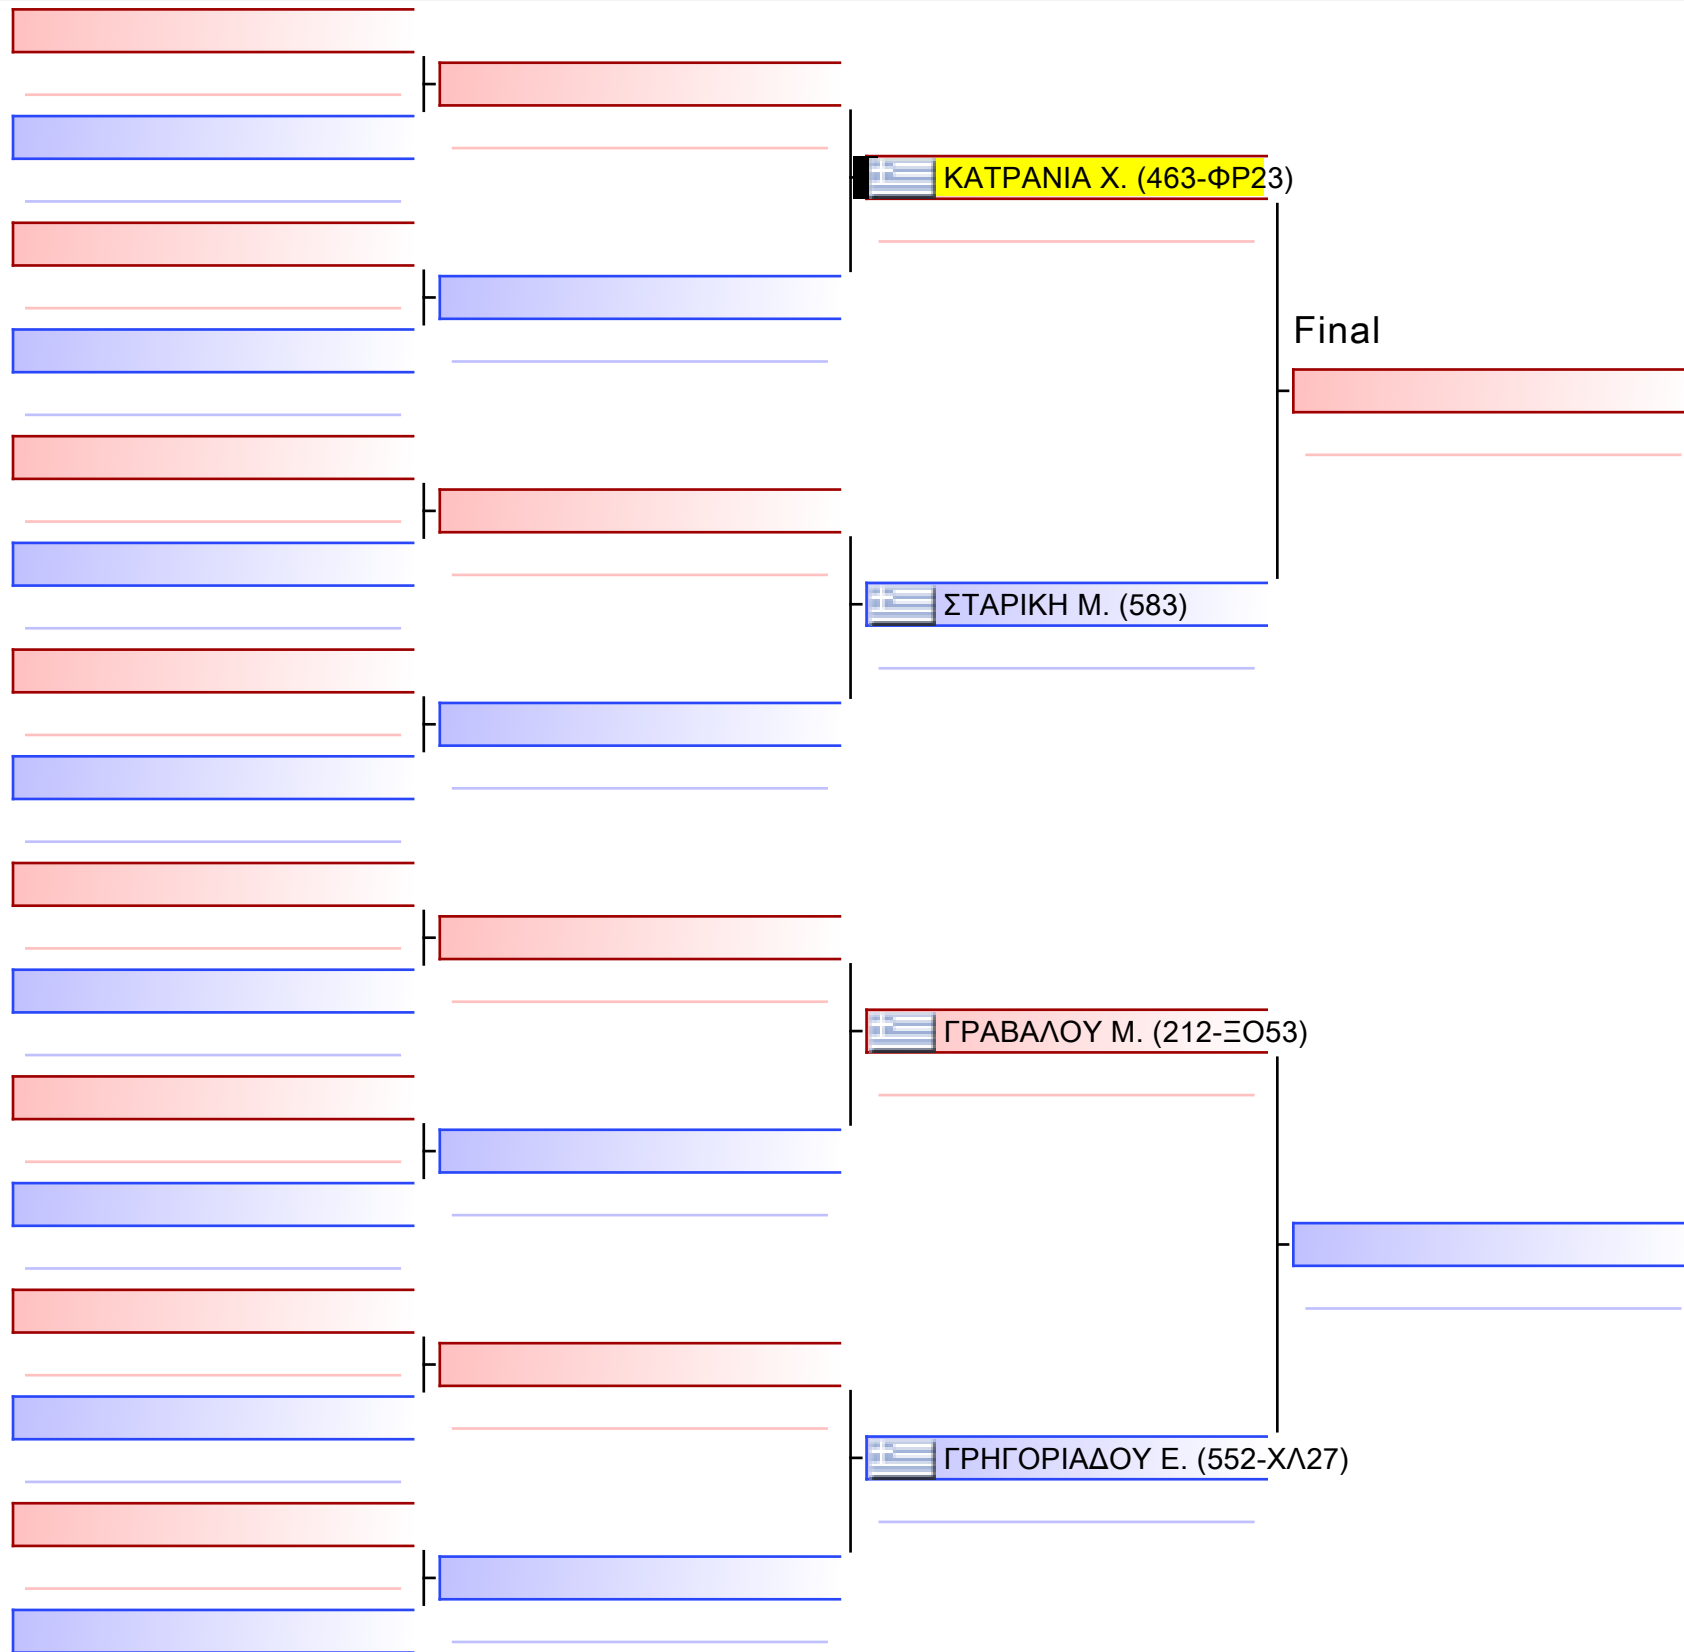 ΚΑΤΡΑΝΙΑ Χ. (463-ΦΡ23)
Final
ΣΤΑΡΙΚΗ Μ. (583)
ΓΡΑΒΑΛΟΥ Μ. (212-ΞΟ53)
ΓΡΗΓΟΡΙΑΔΟΥ Ε. (552-ΧΛ27)